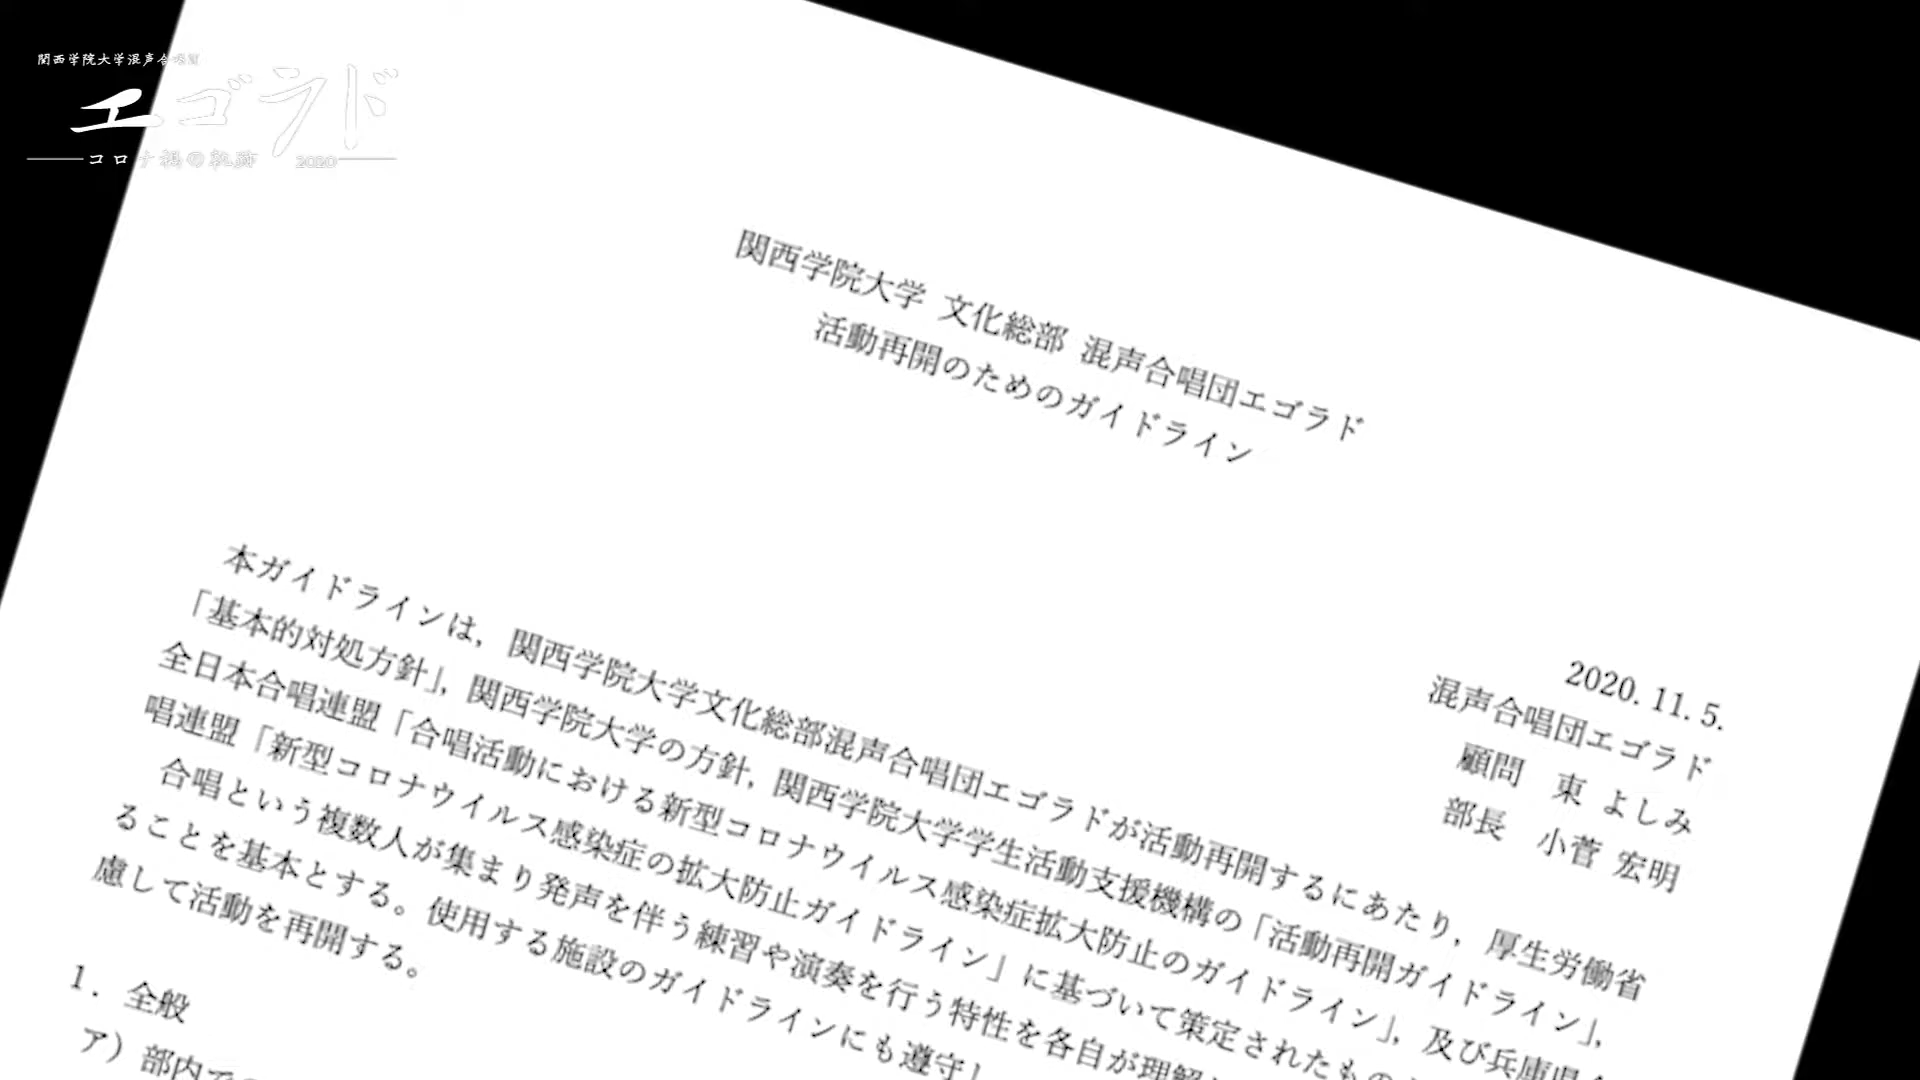 関西学院大学混声合唱団
エゴラド
コロナ禍の軌跡 2020
関西学院大学 文化総部 混声合唱団エゴラド
活動再開のためのガイドライン
2020. 11. 5.
混声合唱団エゴラド
顧問 東 よしみ
部長 小菅 宏明
本ガイドラインは，関西学院大学文化総部混声合唱団エゴラドが活動再開するにあたり，厚生労働省
「基本的対処方針」，関西学院大学の方針，関西学院大学学生活動支援機構の「活動再開ガイドライン」，
全日本合唱連盟「合唱活動における新型コロナウイルス感染症拡大防止のガイドライン」，及び兵庫県合
唱連盟「新型コロナウイルス感染症の拡大防止ガイドライン」に基づいて策定されたもの
合唱という複数人が集まり発声を伴う練習や演奏を行う特性を各自が理解
ることを基本とする。使用する施設のガイドラインにも遵守し
慮して活動を再開する。
1．全般
ア）部内での